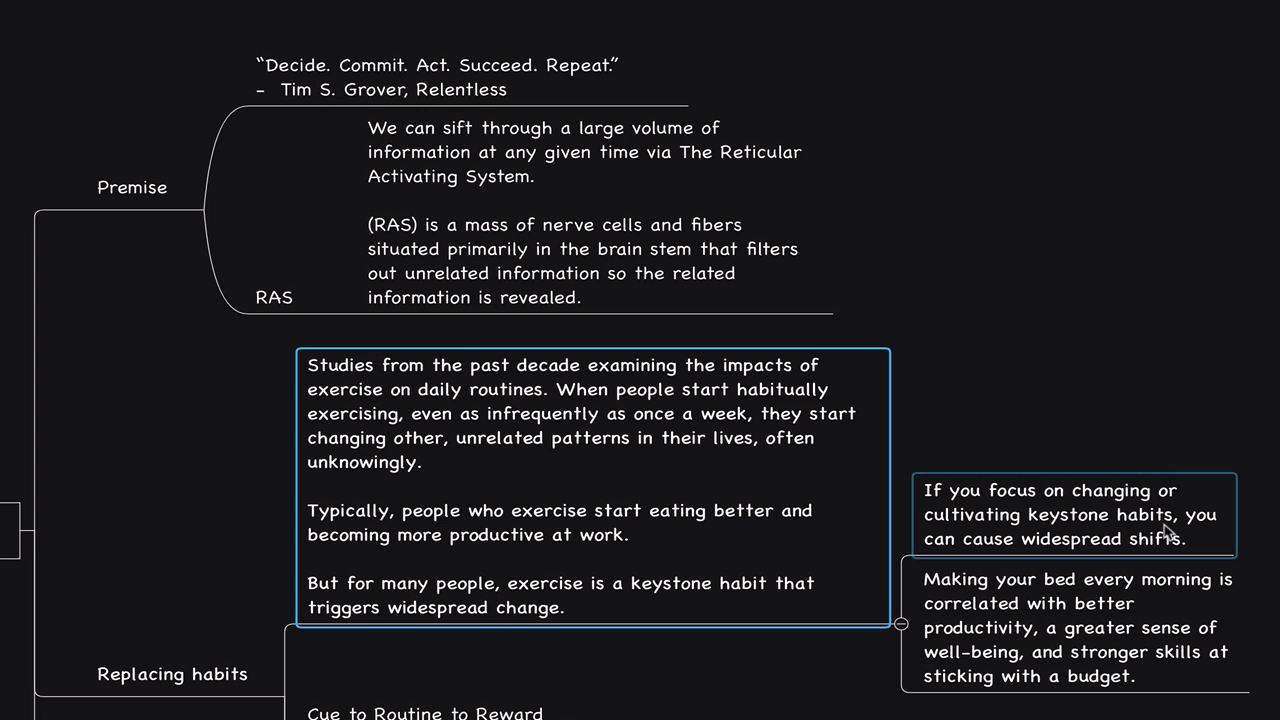 “Decide. Commit. Act. Succeed. Repeat.”
- Tim S. Grover, Relentless
We can sift through a large volume of
information at any given time via The Reticular
Activating System.
Premise
(RAS) is a mass of nerve cells and fibers
situated primarily in the brain stem that filters
out unrelated information so the related
information is revealed.
RAS
Studies from the past decade examining the impacts of
exercise on daily routines. When people start habitually
exercising, even as infrequently as once a week, they start
changing other, unrelated patterns in their lives, often
unknowingly.
Typically, people who exercise start eating better and
becoming more productive at work.
But for many people, exercise is a keystone habit that
triggers widespread change.
If you focus on changing or
cultivating keystone habits, you
can cause widespread shifts.
Making your bed every morning is
correlated with better
productivity, a greater sense of
well-being, and stronger skills at
sticking with a budget.
Replacing habits
Cue to Routine to Reward